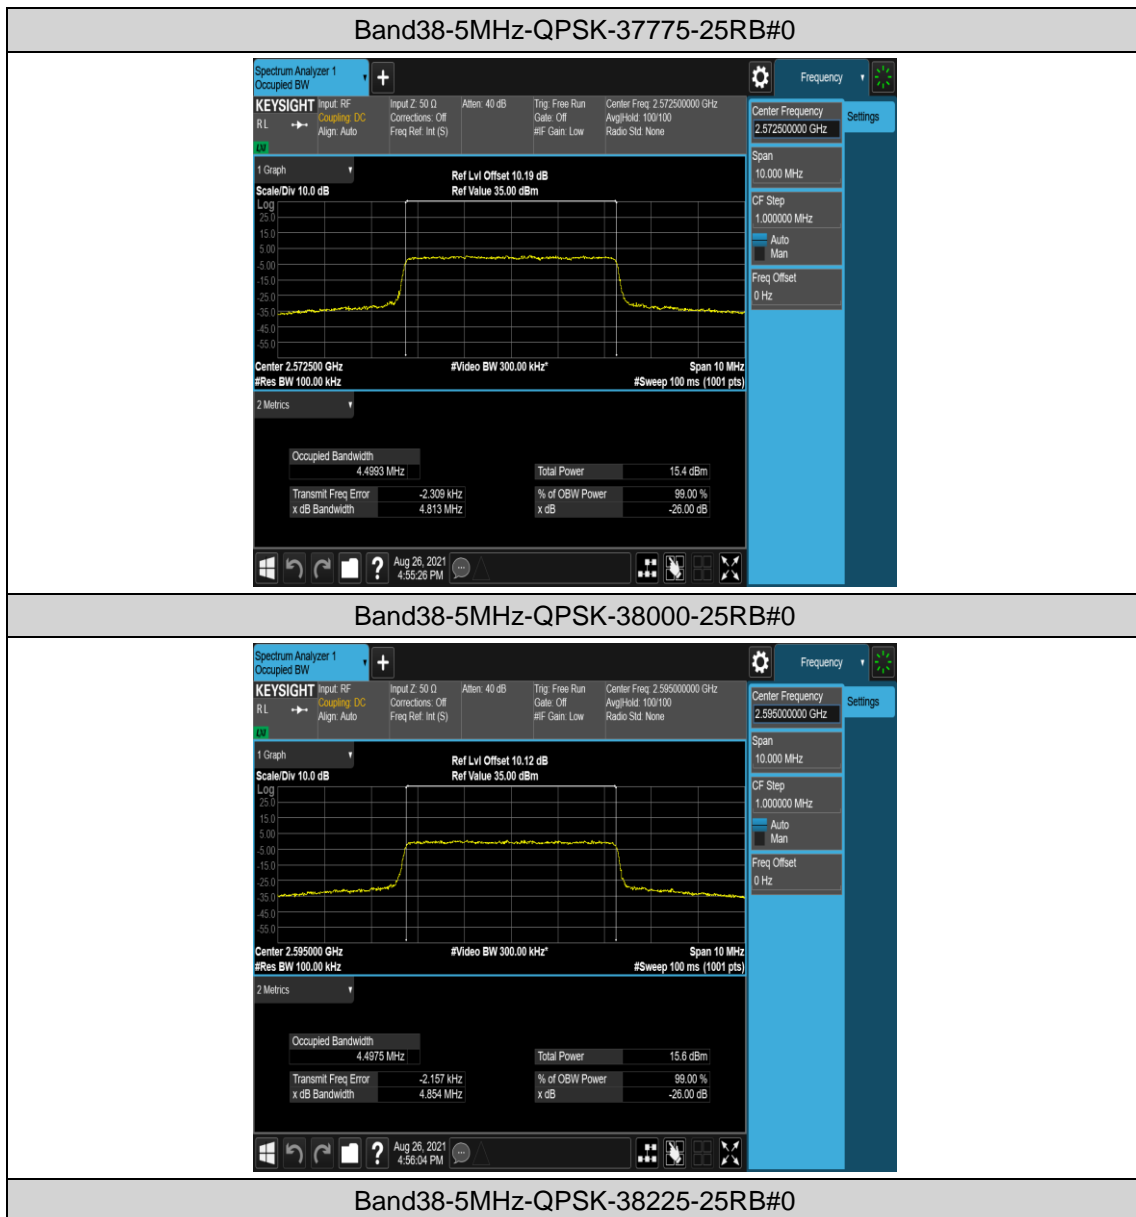 Band38-5MHz-QPSK-37775-25RB#0
Spectrum Analyzer 1
Occupied BW
+
Frequency
KEYSIGHT
RL
Input: RF
Coupling: DC
Align: Auto
Input Z: 50 Ω
Corrections: Off
Freq Ref: Int (S)
Atten: 40 dB
Trig: Free Run
Gate: Off
#IF Gain: Low
Center Freq: 2.572500000 GHz
Avg|Hold: 100/100
Radio Std: None
LXI
Center Frequency
2.572500000 GHz
Settings
Span
10.000 MHz
CF Step
1.000000 MHz
Auto
Man
Freq Offset
0 Hz
1 Graph
Scale/Div 10.0 dB
Ref Lvl Offset 10.19 dB
Ref Value 35.00 dBm
Log
25.0
15.0
5.00
-5.00
-15.0
-25.0
-35.0
-45.0
-55.0
Center 2.572500 GHz
#Res BW 100.00 kHz
#Video BW 300.00 kHz*
Span 10 MHz
#Sweep 100 ms (1001 pts)
2 Metrics
Occupied Bandwidth
4.4993 MHz
Total Power 15.4 dBm
Transmit Freq Error -2.309 kHz
% of OBW Power 99.00 %
x dB Bandwidth 4.813 MHz
x dB -26.00 dB
?
Aug 26, 2021
4:55:26 PM
Band38-5MHz-QPSK-38000-25RB#0
Spectrum Analyzer 1
Occupied BW
+
Frequency
KEYSIGHT
RL
Input: RF
Coupling: DC
Align: Auto
Input Z: 50 Ω
Corrections: Off
Freq Ref: Int (S)
Atten: 40 dB
Trig: Free Run
Gate: Off
#IF Gain: Low
Center Freq: 2.595000000 GHz
Avg|Hold: 100/100
Radio Std: None
LXI
Center Frequency
2.595000000 GHz
Settings
Span
10.000 MHz
CF Step
1.000000 MHz
Auto
Man
Freq Offset
0 Hz
1 Graph
Scale/Div 10.0 dB
Ref Lvl Offset 10.12 dB
Ref Value 35.00 dBm
Log
25.0
15.0
5.00
-5.00
-15.0
-25.0
-35.0
-45.0
-55.0
Center 2.595000 GHz
#Res BW 100.00 kHz
#Video BW 300.00 kHz*
Span 10 MHz
#Sweep 100 ms (1001 pts)
2 Metrics
Occupied Bandwidth
4.4975 MHz
Total Power 15.6 dBm
Transmit Freq Error -2.157 kHz
% of OBW Power 99.00 %
x dB Bandwidth 4.854 MHz
x dB -26.00 dB
?
Aug 26, 2021
4:56:04 PM
Band38-5MHz-QPSK-38225-25RB#0